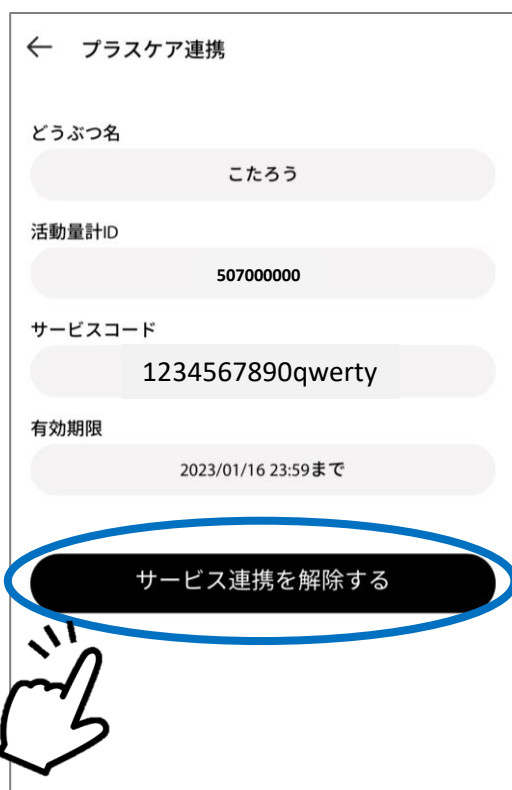 ← プラスケア連携
どうぶつ名
こたろう
活動量計ID
507000000
サービスコード
1234567890qwerty
有効期限
2023/01/16 23:59まで
サービス連携を解除する